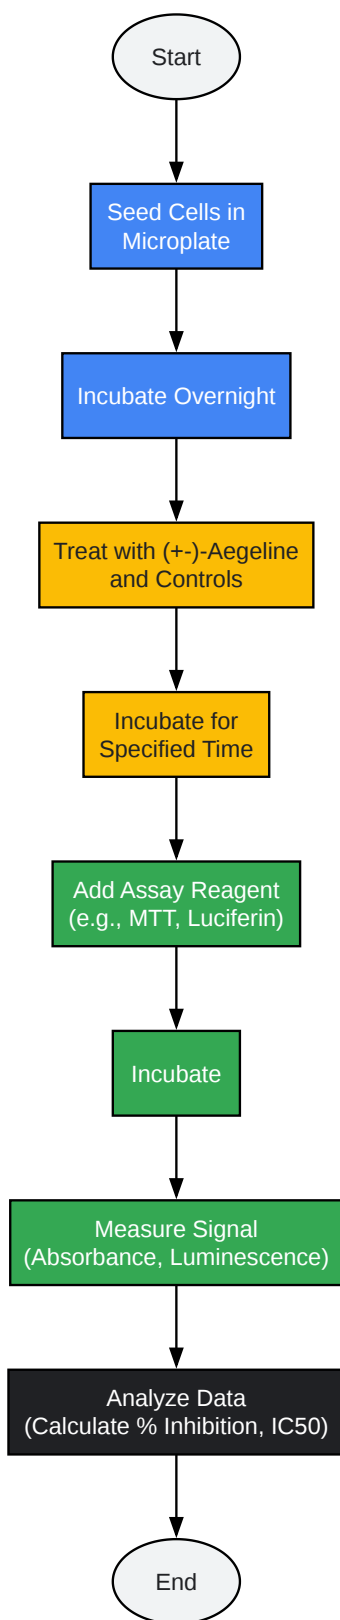 Start
Seed Cells in
Microplate
Incubate Overnight
Treat with (+-)-Aegeline
and Controls
Incubate for
Specified Time
Add Assay Reagent
(e.g., MTT, Luciferin)
Incubate
Measure Signal
(Absorbance, Luminescence)
Analyze Data
(Calculate % Inhibition, IC50)
End